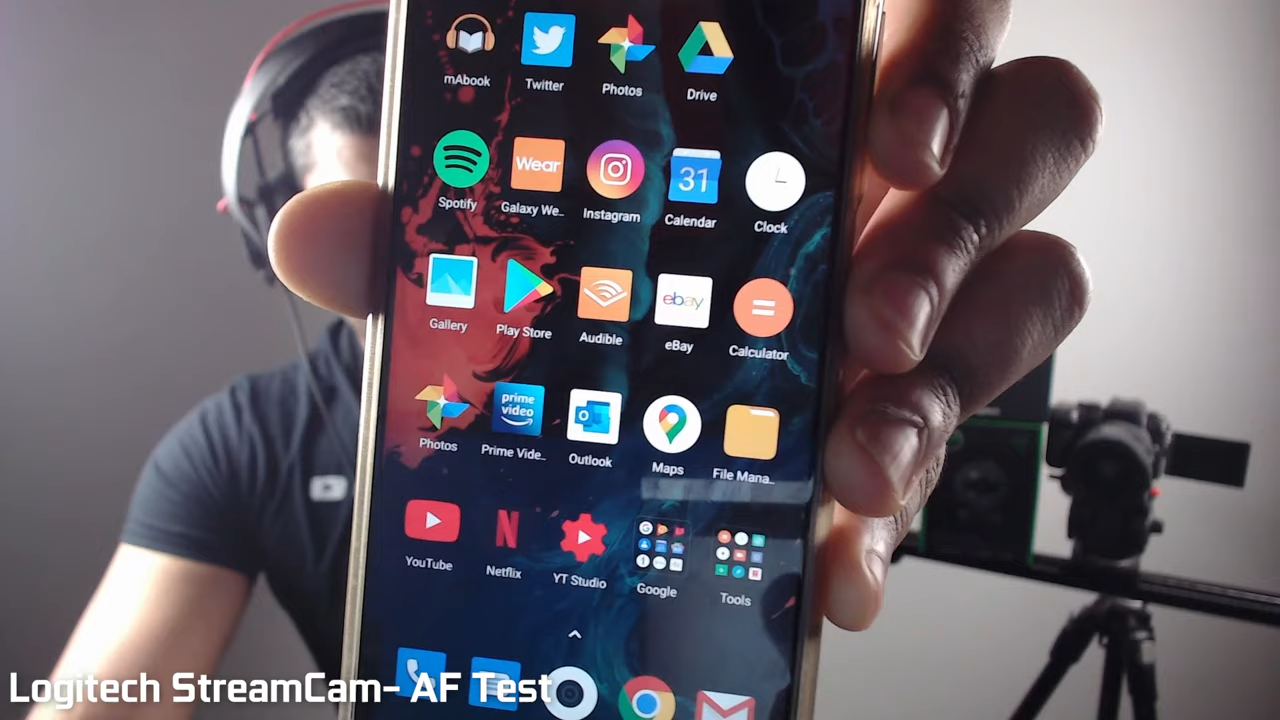 mAbook Twitter Photos Drive
Wear
31
Spotify Galaxy We.. Instagram Calendar Clock
ebay
Gallery Play Store Audible eBay Calculator
prime video
Photos Prime Vide.. Outlook Maps File Mana..
N
YouTube Netflix YT Studio Google Tools
Logitech StreamCam- AF Test